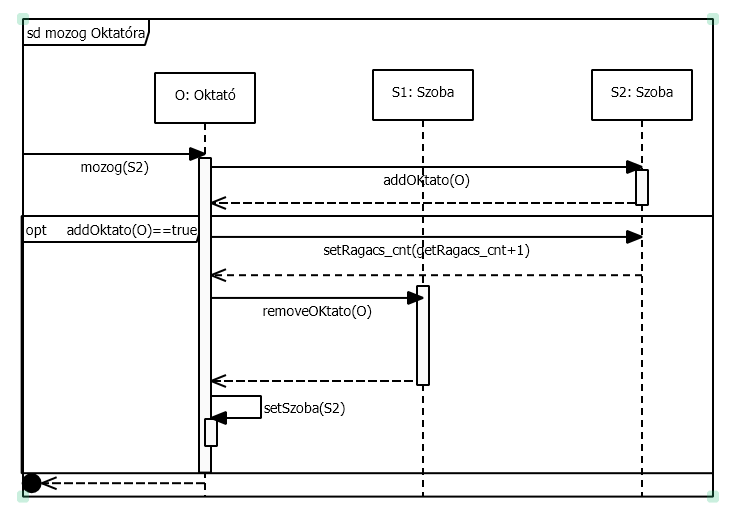 sd mozog Oktatóra
O: Oktató
S1: Szoba
S2: Szoba
mozog(S2)
addOKtato(O)
opt addOktato(O)==true
setRagacs_cnt(getRagacs_cnt+1)
removeOKtato(O)
setSzoba(S2)